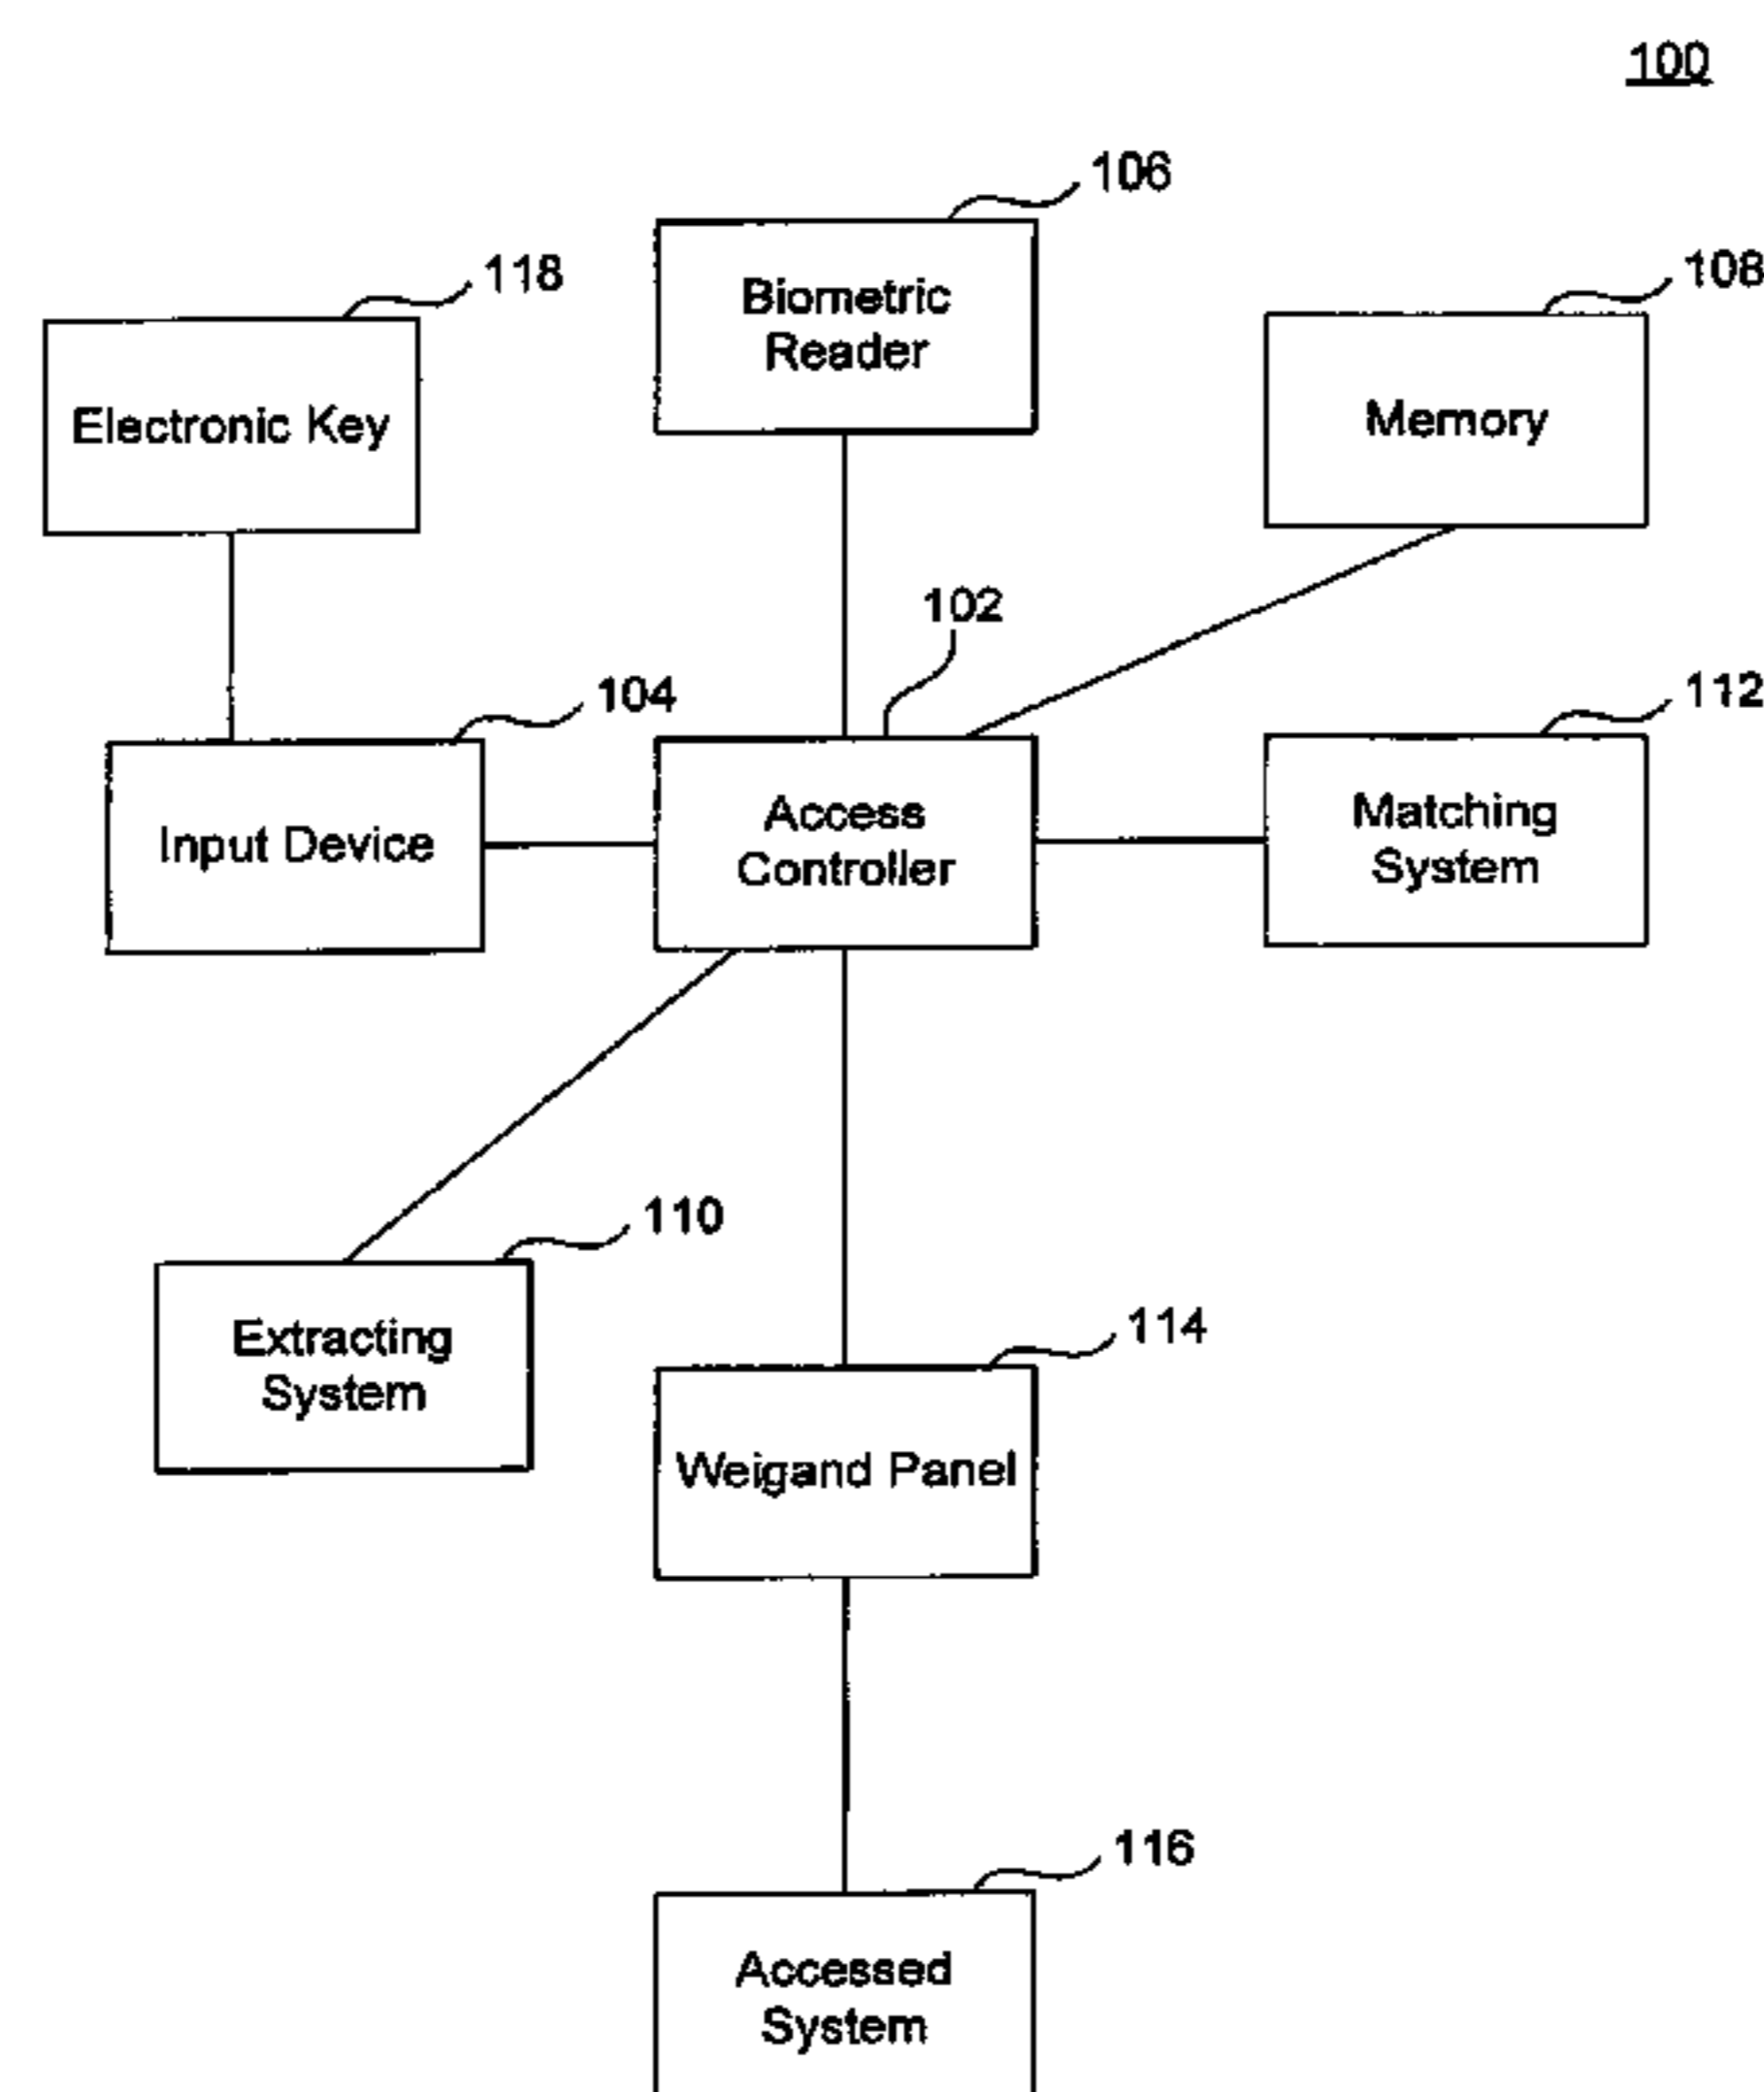 100
106
118
108
Biometric
Reader
Electronic Key
Memory
102
104
112
Input Device
Access
Controller
Matching
System
110
Extracting
System
114
Weigand Panel
116
Accessed
System